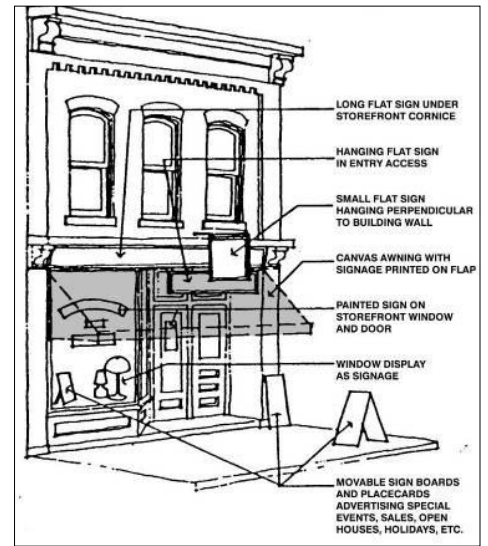 LONG FLAT SIGN UNDER
STOREFRONT CORNICE
HANGING FLAT SIGN
IN ENTRY ACCESS
SMALL FLAT SIGN
HANGING PERPENDICULAR
TO BUILDING WALL
CANVAS AWNING WITH
SIGNAGE PRINTED ON FLAP
PAINTED SIGN ON
STOREFRONT WINDOW
AND DOOR
WINDOW DISPLAY
AS SIGNAGE
MOVABLE SIGN BOARDS
AND PLACECARDS
ADVERTISING SPECIAL
EVENTS, SALES, OPEN
HOUSES, HOLIDAYS, ETC.